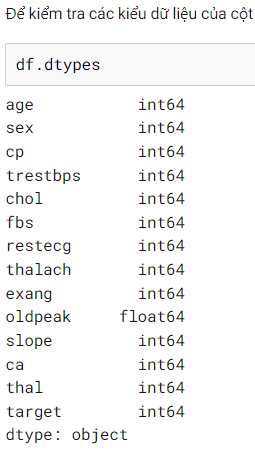 Để kiểm tra các kiểu dữ liệu của cột
df.dtypes
age int64
sex int64
cp int64
trestbps int64
chol int64
fbs int64
restecg int64
thalach int64
exang int64
oldpeak float64
slope int64
ca int64
thal int64
target int64
dtype: object